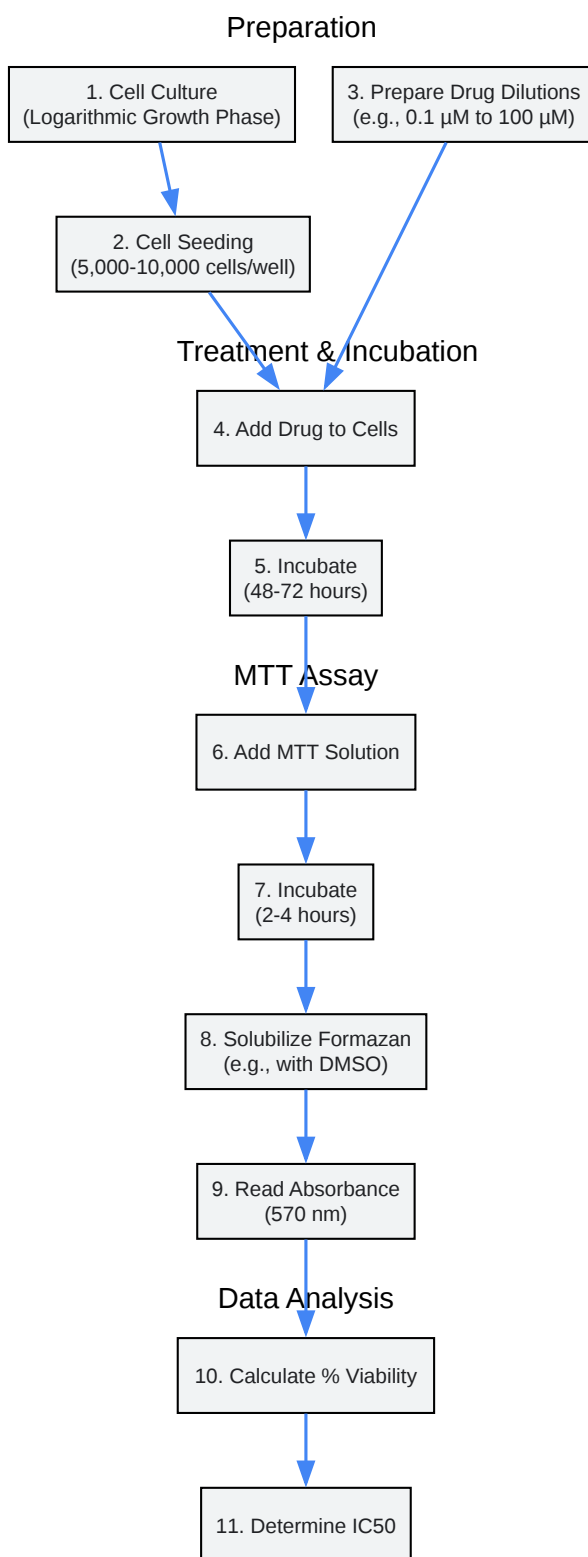 Preparation
1. Cell Culture
(Logarithmic Growth Phase)
3. Prepare Drug Dilutions
(e.g., 0.1 µM to 100 µM)
2. Cell Seeding
(5,000-10,000 cells/well)
Treatment & Incubation
4. Add Drug to Cells
5. Incubate
(48-72 hours)
MTT Assay
6. Add MTT Solution
7. Incubate
(2-4 hours)
8. Solubilize Formazan
(e.g., with DMSO)
9. Read Absorbance
(570 nm)
Data Analysis
10. Calculate % Viability
11. Determine IC50